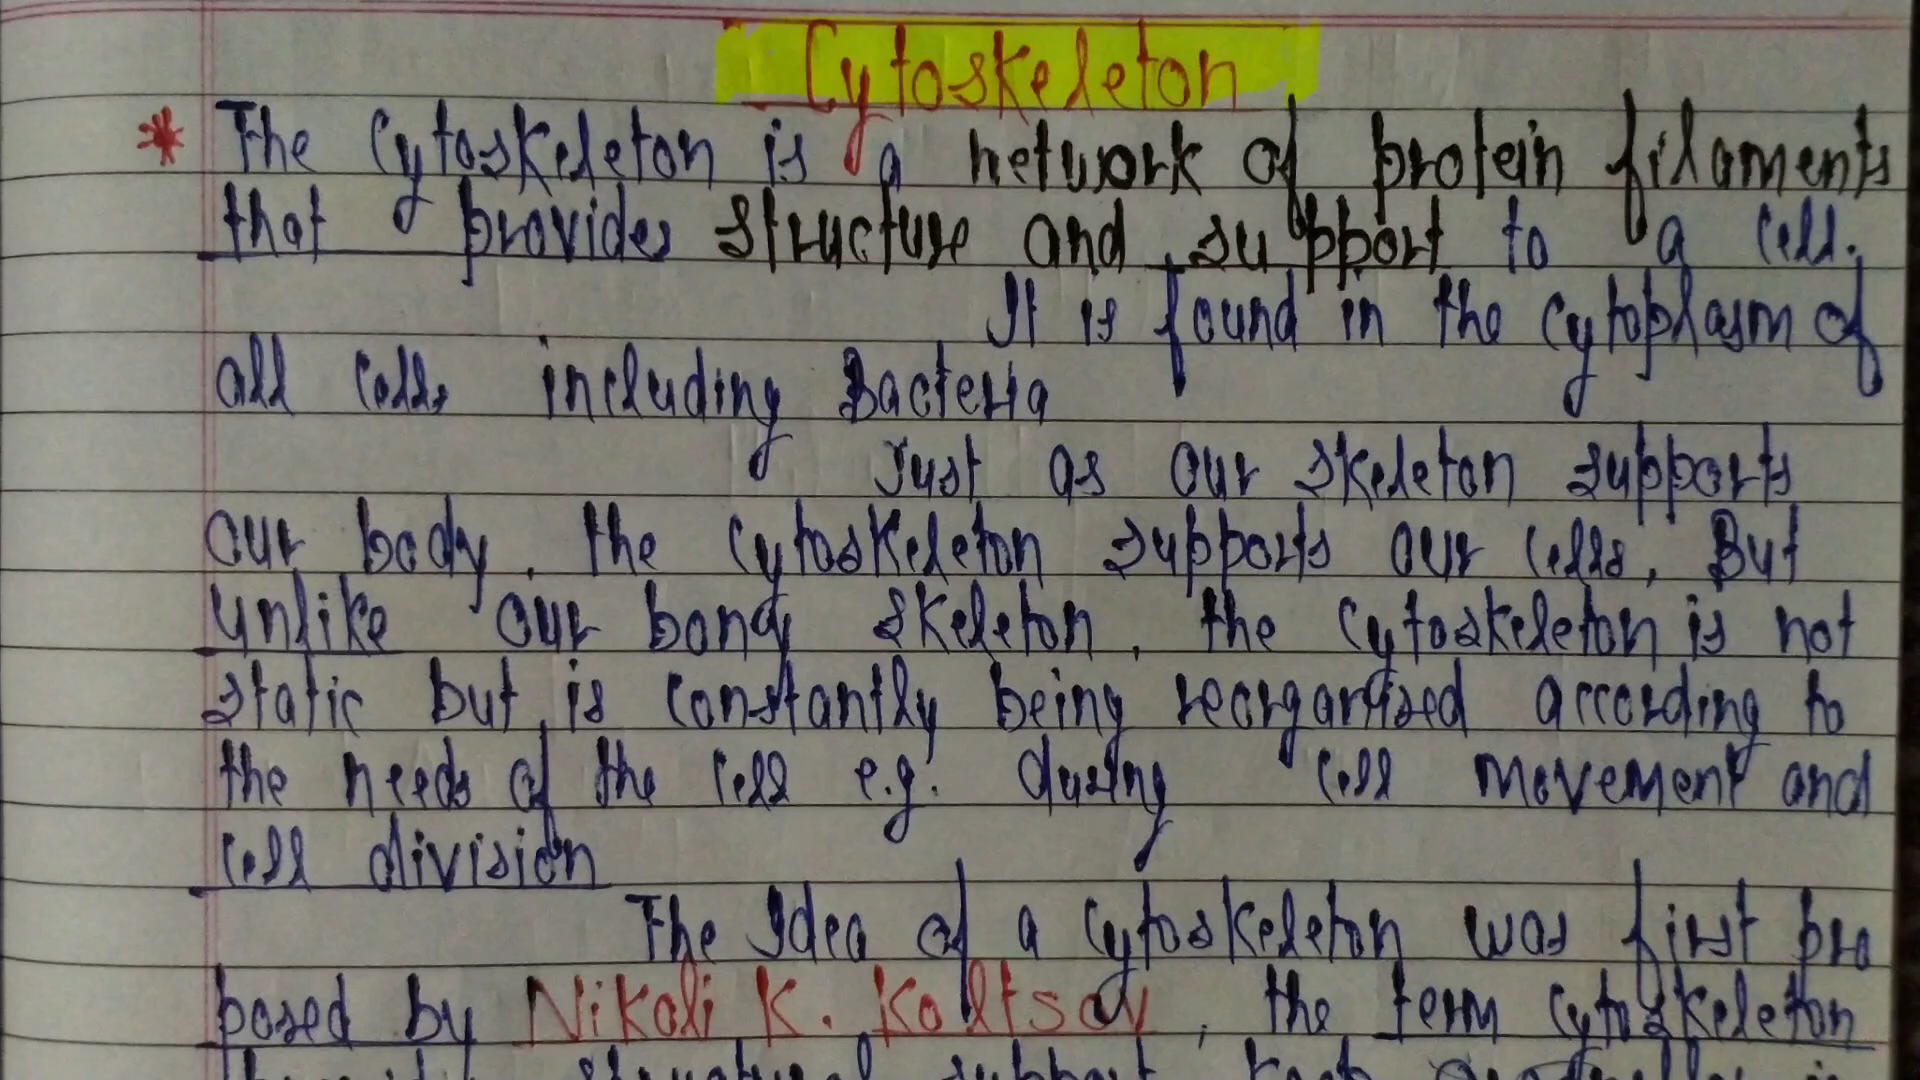 Cytoskeleton
* The Cytoskeleton is a network of protein filaments
that provides structure and support to a cell.
It is found in the cytoplasm of
all cells including Bacteria
Just as our skeleton supports
our body, the cytoskeleton supports our cells, But
unlike our bony skeleton, the cytoskeleton is not
static but is constantly being reorganised according to
the needs of the cell e.g. during cell movement and
cell division
The Idea of a cytoskeleton was first pro
posed by Nikoli K. Koltsov, the term cytoskeleton
structural support